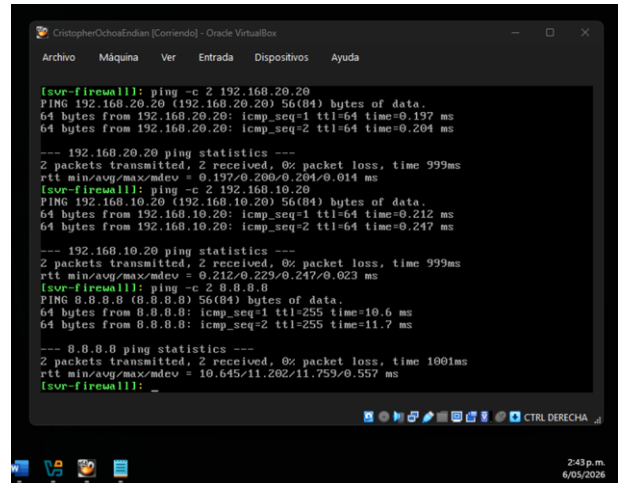 CristopherOchoaEndian [Corriendo] - Oracle VirtualBox
Archivo Máquina Ver Entrada Dispositivos Ayuda
[svr-firewall]: ping -c 2 192.168.20.20
PING 192.168.20.20 (192.168.20.20) 56(84) bytes of data.
64 bytes from 192.168.20.20: icmp_seq=1 ttl=64 time=0.197 ms
64 bytes from 192.168.20.20: icmp_seq=2 ttl=64 time=0.204 ms
--- 192.168.20.20 ping statistics ---
2 packets transmitted, 2 received, 0% packet loss, time 999ms
rtt min/avg/max/mdev = 0.197/0.200/0.204/0.014 ms
[svr-firewall]: ping -c 2 192.168.10.20
PING 192.168.10.20 (192.168.10.20) 56(84) bytes of data.
64 bytes from 192.168.10.20: icmp_seq=1 ttl=64 time=0.212 ms
64 bytes from 192.168.10.20: icmp_seq=2 ttl=64 time=0.247 ms
--- 192.168.10.20 ping statistics ---
2 packets transmitted, 2 received, 0% packet loss, time 999ms
rtt min/avg/max/mdev = 0.212/0.229/0.247/0.023 ms
[svr-firewall]: ping -c 2 8.8.8.8
PING 8.8.8.8 (8.8.8.8) 56(84) bytes of data.
64 bytes from 8.8.8.8: icmp_seq=1 ttl=255 time=10.6 ms
64 bytes from 8.8.8.8: icmp_seq=2 ttl=255 time=11.7 ms
--- 8.8.8.8 ping statistics ---
2 packets transmitted, 2 received, 0% packet loss, time 1001ms
rtt min/avg/max/mdev = 10.645/11.202/11.759/0.557 ms
[svr-firewall]: _
CTRL DERECHA
2:43 p.m.
6/05/2026